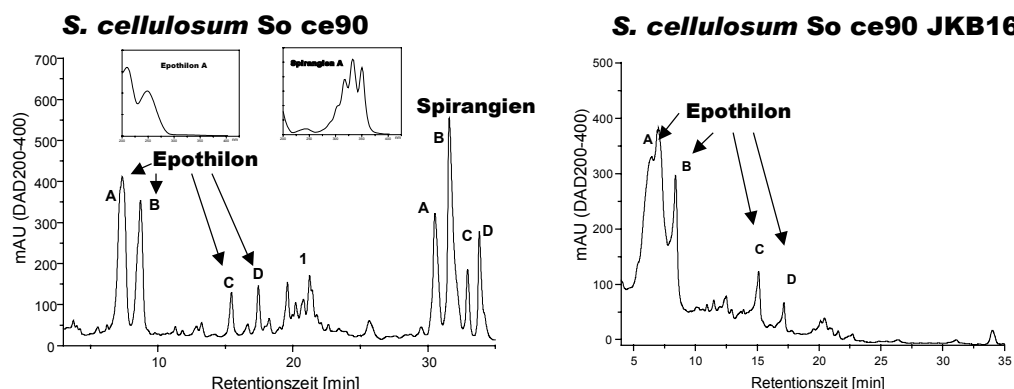 S. cellulosum So ce90
S. cellulosum So ce90 JKB16
mAU (DAD200-400)
700
600
500
400
300
200
100
0
Epothilon A
Spirangien A
Spirangien
Epothilon
A
B
C
D
1
A
B
C
D
10
20
30
Retentionszeit [min]
mAU (DAD200-400)
500
400
300
200
100
0
Epothilon
A
B
C
D
5
10
15
20
25
30
35
Retentionszeit [min]